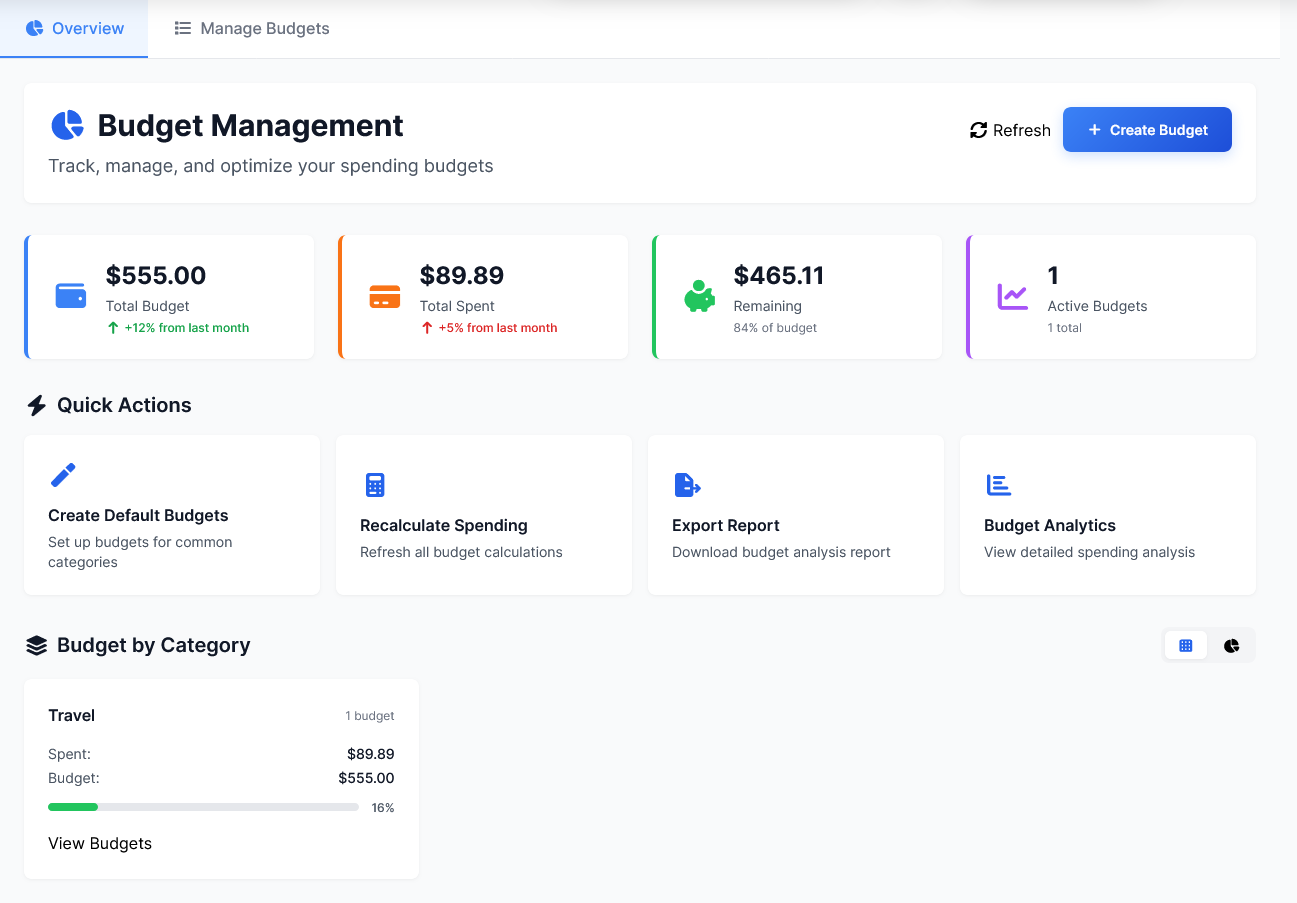 Overview
Manage Budgets
Budget Management
Track, manage, and optimize your spending budgets
Refresh
+ Create Budget
$555.00
Total Budget
+12% from last month
$89.89
Total Spent
+5% from last month
$465.11
Remaining
84% of budget
1
Active Budgets
1 total
Quick Actions
Create Default Budgets
Set up budgets for common
categories
Recalculate Spending
Refresh all budget calculations
Export Report
Download budget analysis report
Budget Analytics
View detailed spending analysis
Budget by Category
Travel
1 budget
Spent:
$89.89
Budget:
$555.00
16%
View Budgets